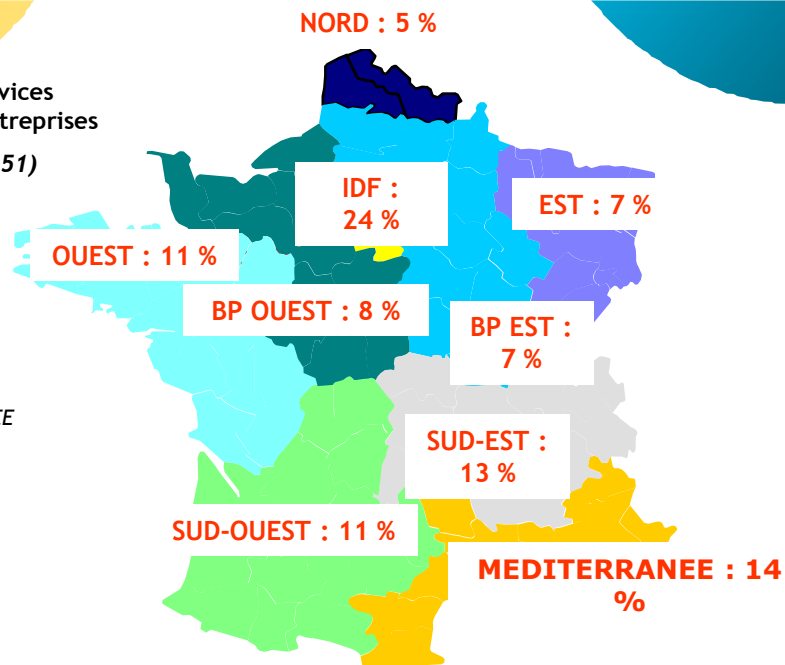 NORD : 5 %
vices
treprises
51)
IDF :
24 %
EST : 7 %
OUEST : 11 %
BP OUEST : 8 %
BP EST :
7 %
E
SUD-EST :
13 %
SUD-OUEST : 11 %
MEDITERRANEE : 14
%